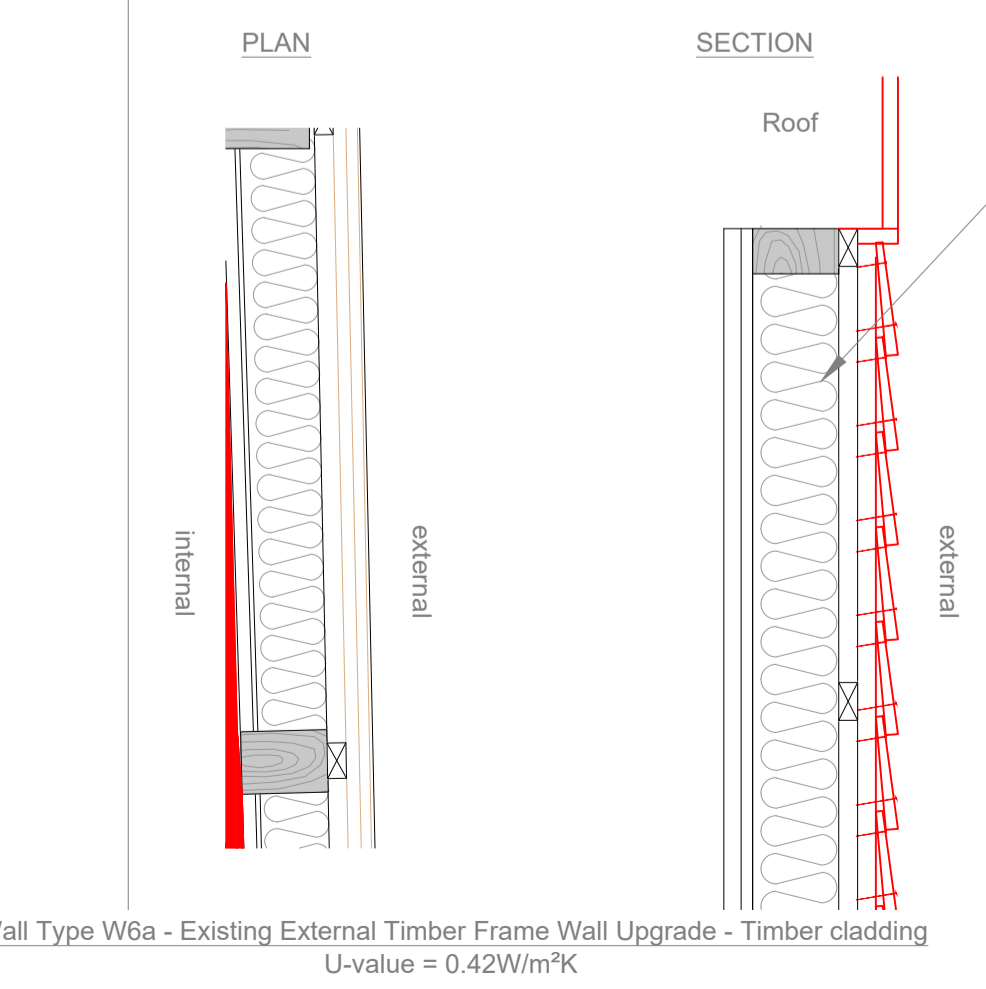 PLAN
SECTION
Roof
internal
external
external
Type W6a - Existing External Timber Frame Wall Upgrade - Timber cladding
U-value = 0.42W/m²K